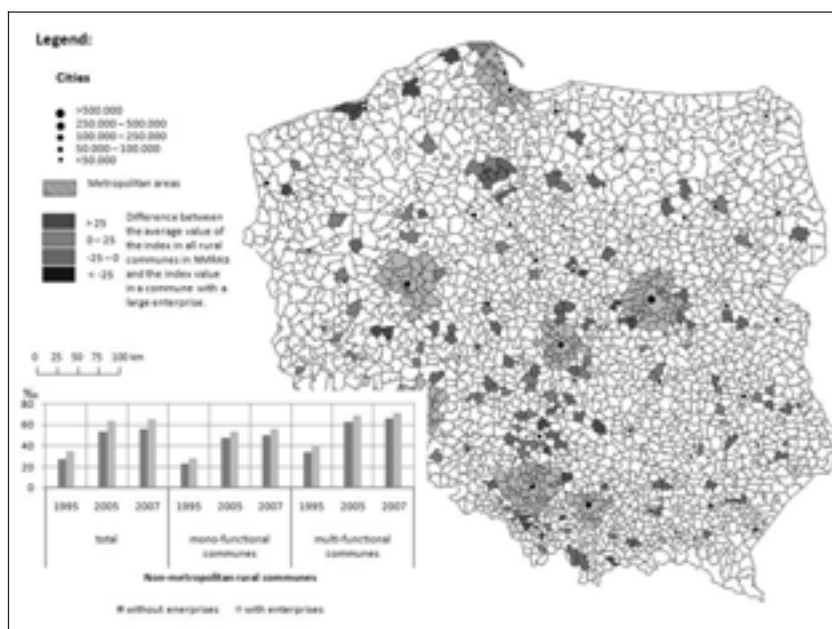 Legend:
Cities
>500.000
250.000 – 500.000
100.000 – 250.000
50.000 – 100.000
<50.000
Metropolitan areas
> 25
0 – 25
-25 – 0
< -25
Difference between
the average value of
the index in all rural
communes in NMRAs
and the index value
in a commune with a
large enterprise.
0 25 50 75 100 km
‰
80
60
40
20
0
1995 2005 2007 1995 2005 2007 1995 2005 2007
total mono-functional communes multi-functional communes
Non-metropolitan rural communes
without enerprises with enterprises